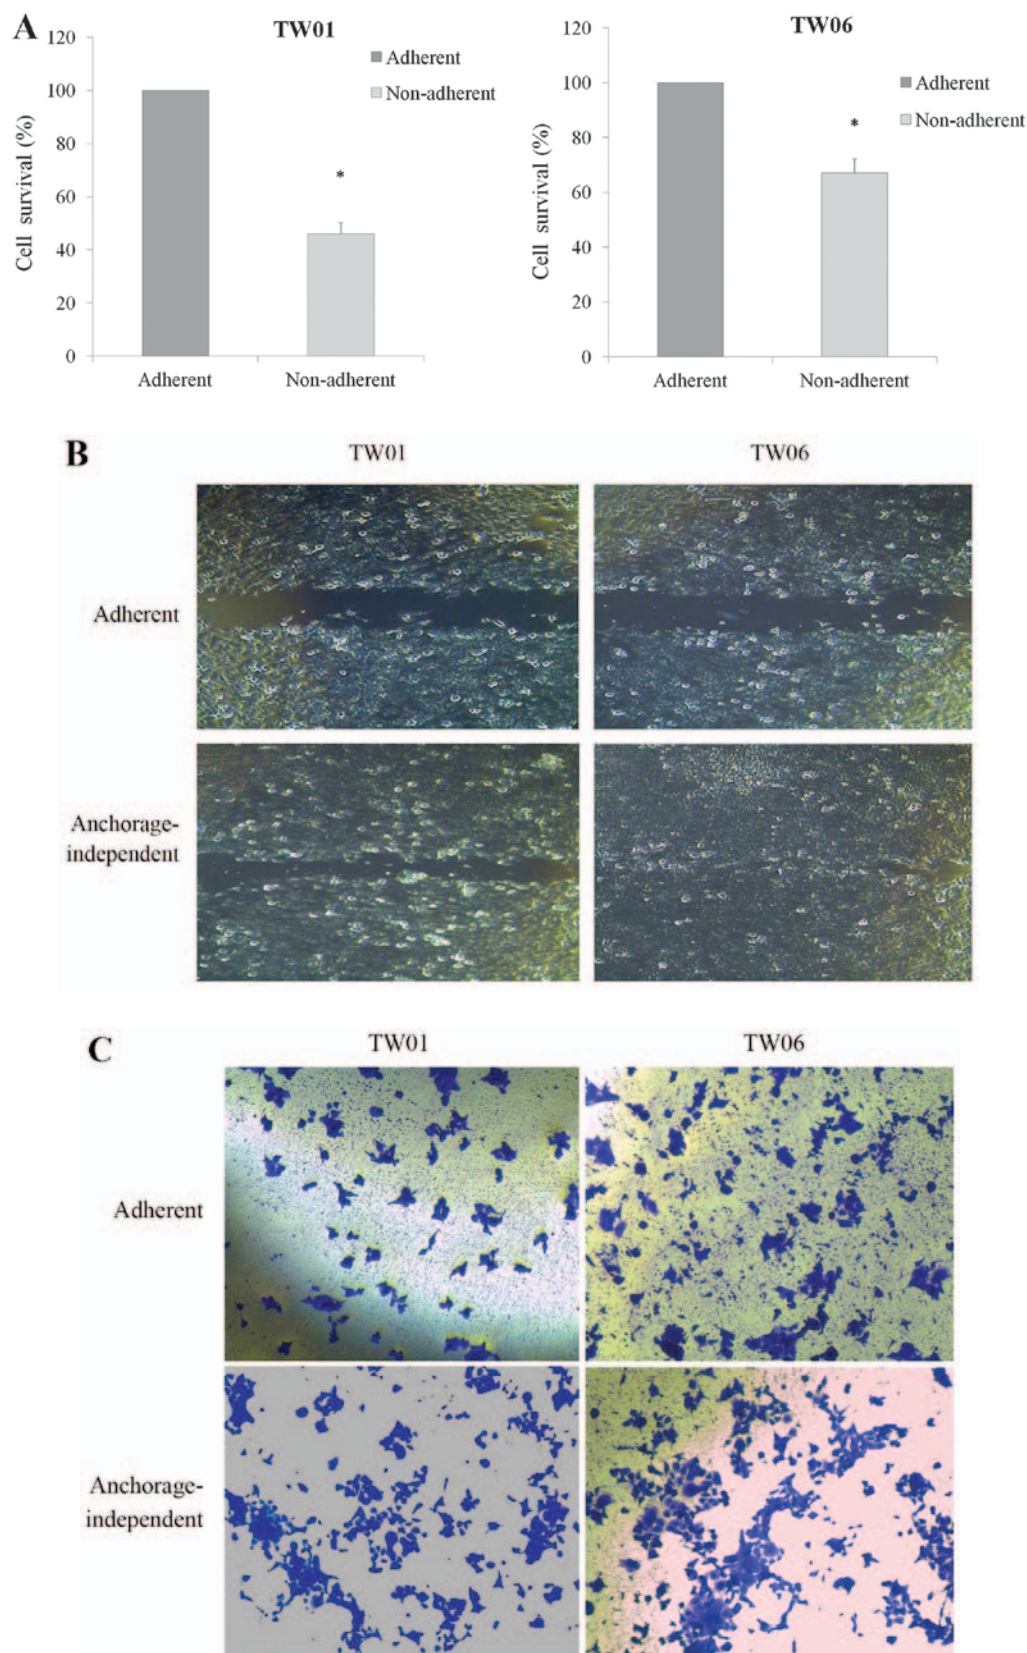 A
TW01
120
100
80
60
40
20
0
Cell survival (%)
Adherent
Non-adherent
*
Adherent
Non-adherent
TW06
120
100
80
60
40
20
0
Cell survival (%)
Adherent
Non-adherent
*
Adherent
Non-adherent
B
TW01
TW06
Adherent
Anchorage-
independent
C
TW01
TW06
Adherent
Anchorage-
independent